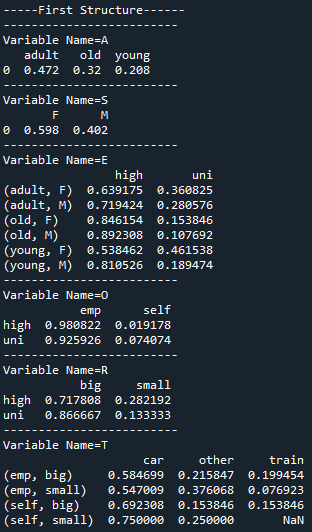 -----First Structure------
-------------------------
Variable Name=A
adult old young
0 0.472 0.32 0.208
-------------------------
Variable Name=S
F M
0 0.598 0.402
-------------------------
Variable Name=E
high uni
(adult, F) 0.639175 0.360825
(adult, M) 0.719424 0.280576
(old, F) 0.846154 0.153846
(old, M) 0.892308 0.107692
(young, F) 0.538462 0.461538
(young, M) 0.810526 0.189474
-------------------------
Variable Name=O
emp self
high 0.980822 0.019178
uni 0.925926 0.074074
-------------------------
Variable Name=R
big small
high 0.717808 0.282192
uni 0.866667 0.133333
-------------------------
Variable Name=T
car other train
(emp, big) 0.584699 0.215847 0.199454
(emp, small) 0.547009 0.376068 0.076923
(self, big) 0.692308 0.153846 0.153846
(self, small) 0.750000 0.250000 NaN